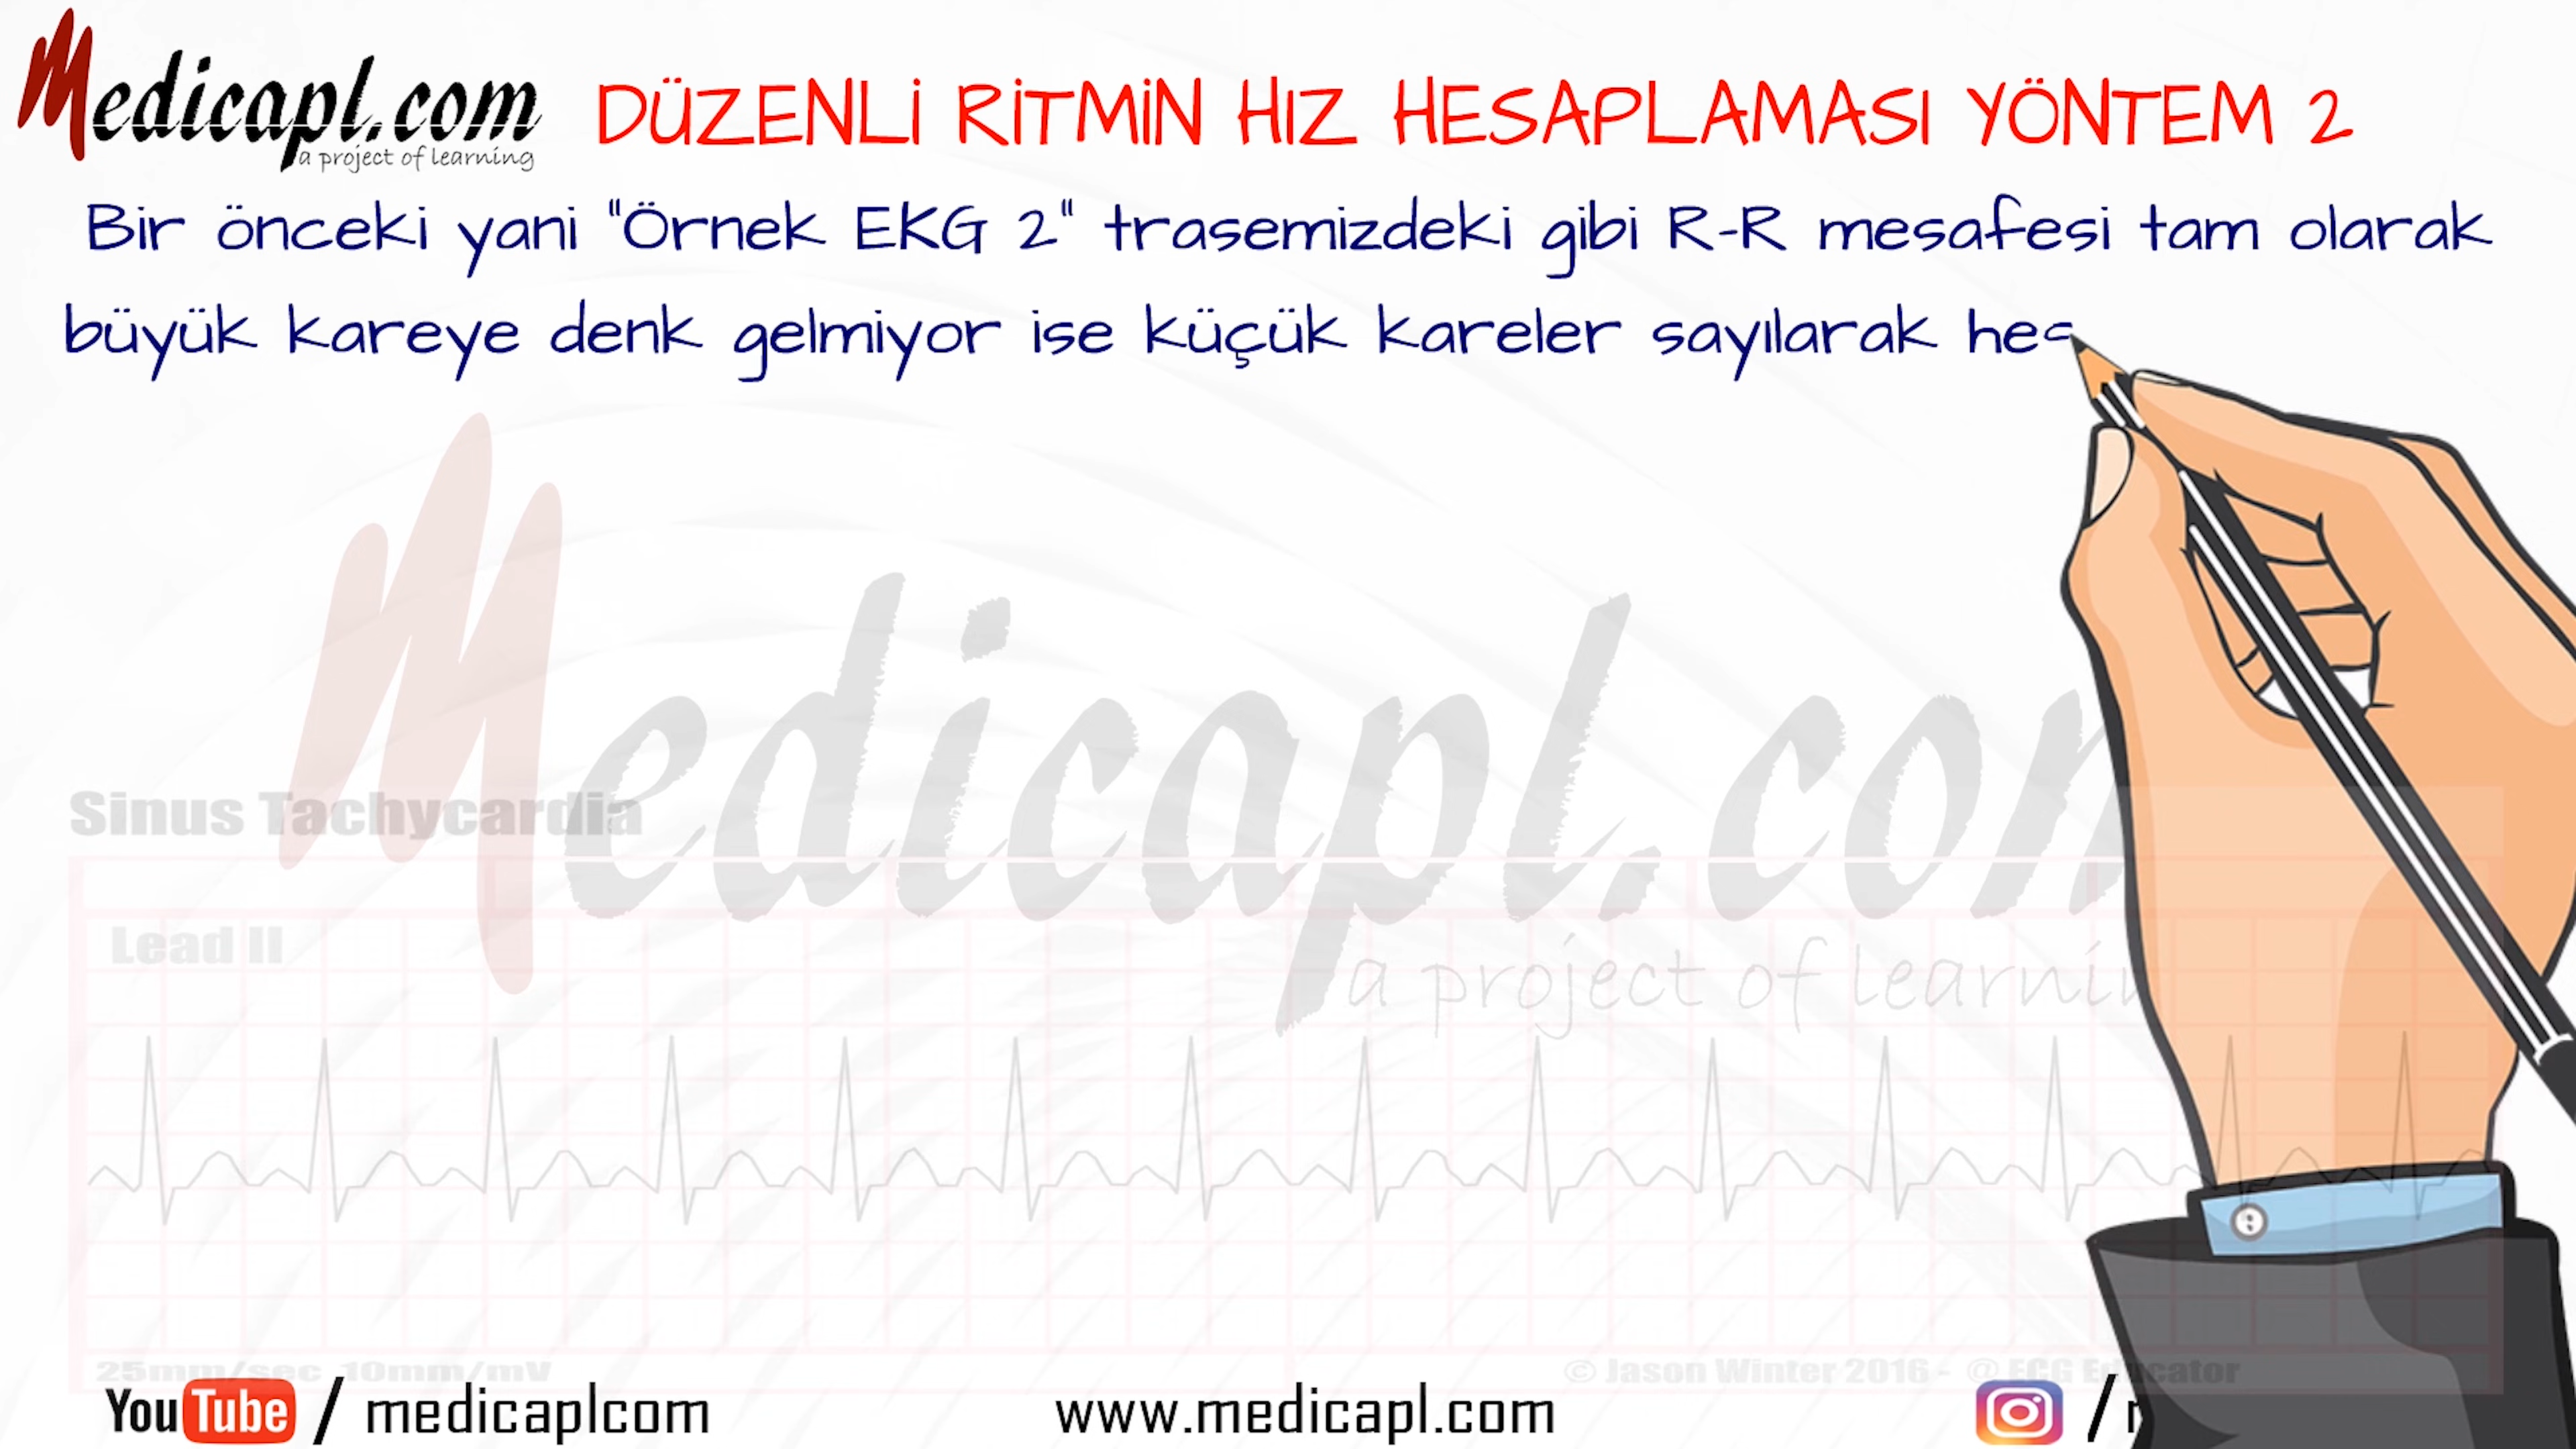 Medicapl.com
a project of learning
DÜZENLİ RİTMİN HIZ HESAPLAMASI YÖNTEM 2
Bir önceki yani "Örnek EKG 2" trasemizdeki gibi R-R mesafesi tam olarak
büyük kareye denk gelmiyor ise küçük kareler sayılarak hes
Medicapl.com
a project of learnin
Sinus Tachycardia
Lead II
25mm/sec 10mm/mV
© Jason Winter 2016 - @ ECG Educator
YouTube / medicaplcom
www.medicapl.com
/